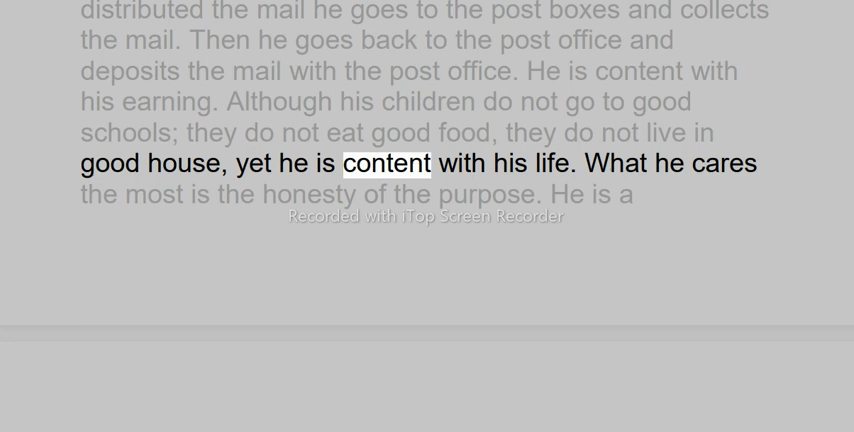 distributed the mail he goes to the post boxes and collects
the mail. Then he goes back to the post office and
deposits the mail with the post office. He is content with
his earning. Although his children do not go to good
schools; they do not eat good food, they do not live in
good house, yet he is content with his life. What he cares
the most is the honesty of the purpose. He is a
Recorded with iTop Screen Recorder